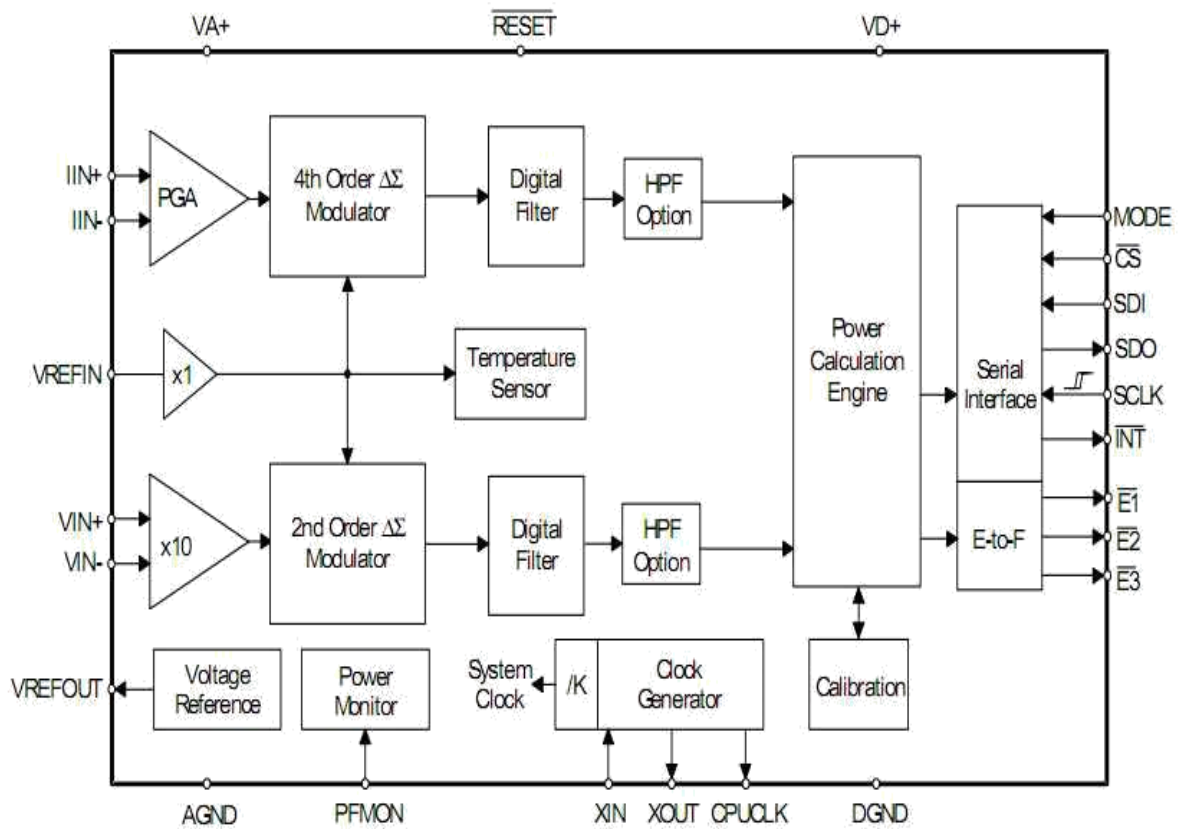 VA+
RESET
VD+
IIN+
IIN-
PGA
4th Order ΔΣ
Modulator
Digital
Filter
HPF
Option
MODE
CS
SDI
SDO
SCLK
INT
VREFIN
x1
Temperature
Sensor
Power
Calculation
Engine
Serial
Interface
VIN+
VIN-
x10
2nd Order ΔΣ
Modulator
Digital
Filter
HPF
Option
E-to-F
E1
E2
E3
VREFOUT
Voltage
Reference
Power
Monitor
System
Clock
/K
Clock
Generator
Calibration
AGND
PFMON
XIN
XOUT
CPUCLK
DGND